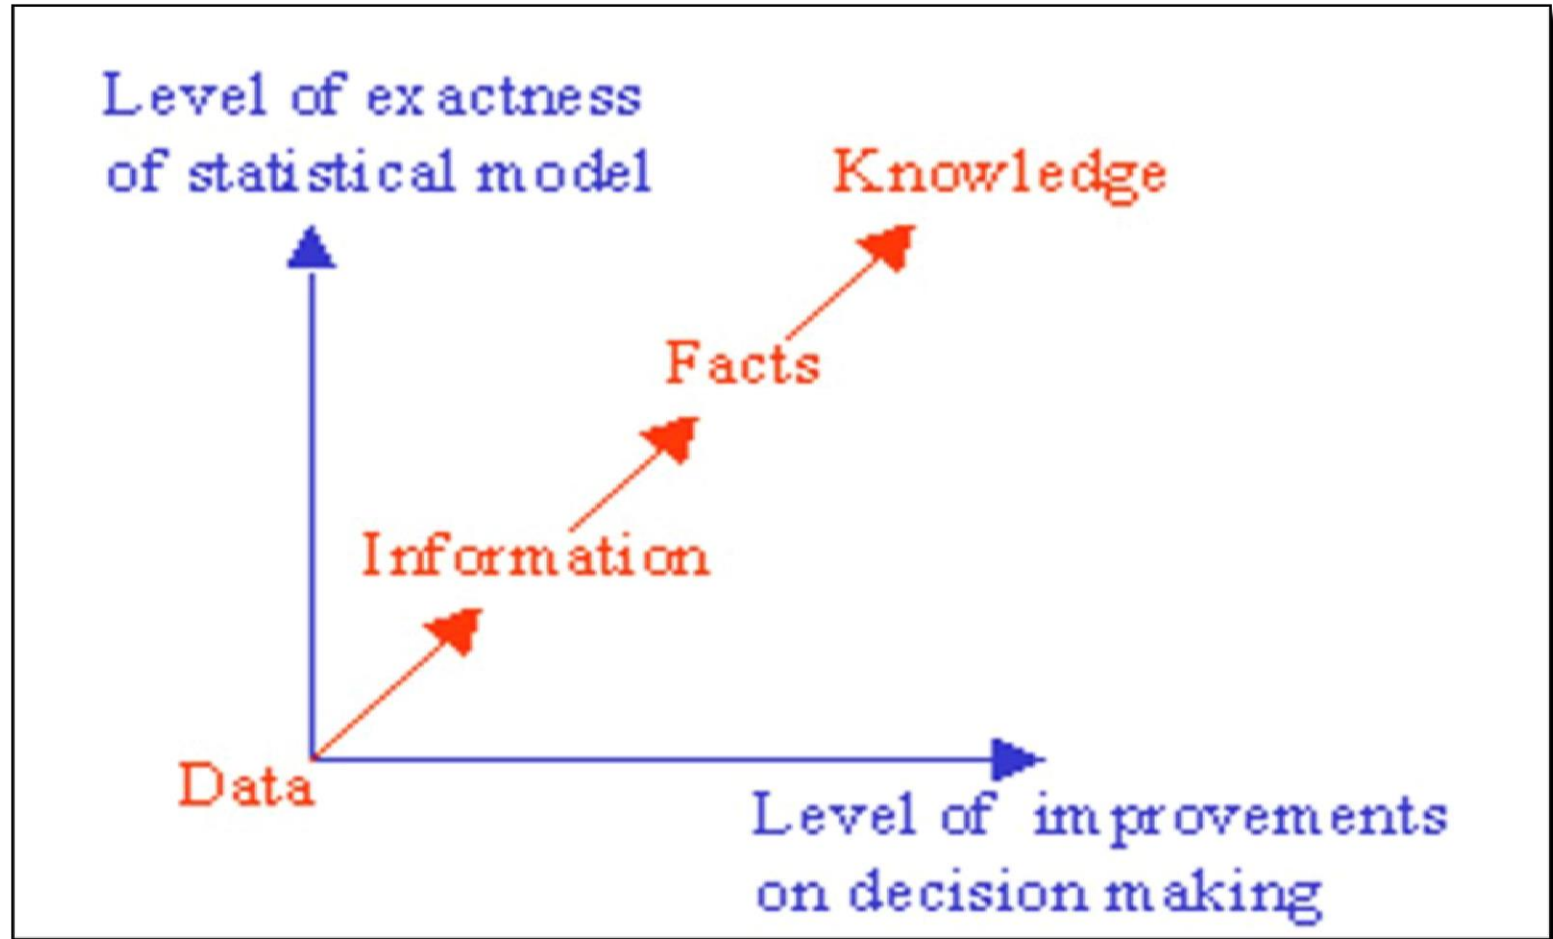 Level of exactness
of statistical model
Knowledge
Facts
Information
Data
Level of improvements
on decision making